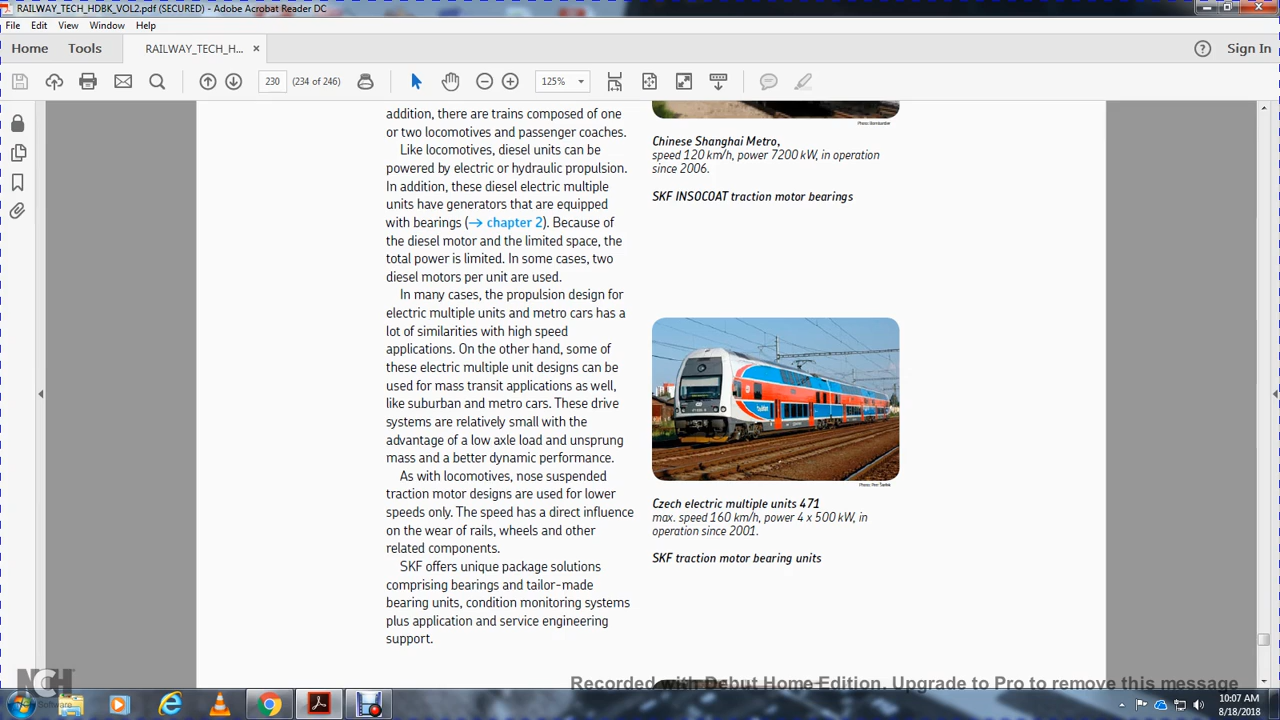 RAILWAY_TECH_HDBK_VOL2.pdf (SECURED) - Adobe Acrobat Reader DC
File Edit View Window Help
Home Tools RAILWAY_TECH_H... × Sign In
230 (234 of 246) 125%
addition, there are trains composed of one
or two locomotives and passenger coaches.
Like locomotives, diesel units can be
powered by electric or hydraulic propulsion.
In addition, these diesel electric multiple
units have generators that are equipped
with bearings (→ chapter 2). Because of
the diesel motor and the limited space, the
total power is limited. In some cases, two
diesel motors per unit are used.
In many cases, the propulsion design for
electric multiple units and metro cars has a
lot of similarities with high speed
applications. On the other hand, some of
these electric multiple unit designs can be
used for mass transit applications as well,
like suburban and metro cars. These drive
systems are relatively small with the
advantage of a low axle load and unsprung
mass and a better dynamic performance.
As with locomotives, nose suspended
traction motor designs are used for lower
speeds only. The speed has a direct influence
on the wear of rails, wheels and other
related components.
SKF offers unique package solutions
comprising bearings and tailor-made
bearing units, condition monitoring systems
plus application and service engineering
support.
Photo: Bombardier
Chinese Shanghai Metro,
speed 120 km/h, power 7200 kW, in operation
since 2006.
SKF INSOCOAT traction motor bearings
Czech electric multiple units 471
max. speed 160 km/h, power 4 x 500 kW, in
operation since 2001.
SKF traction motor bearing units
NCH
Software
Recorded with Debut Home Edition. Upgrade to Pro to remove this message
10:07 AM
8/18/2018